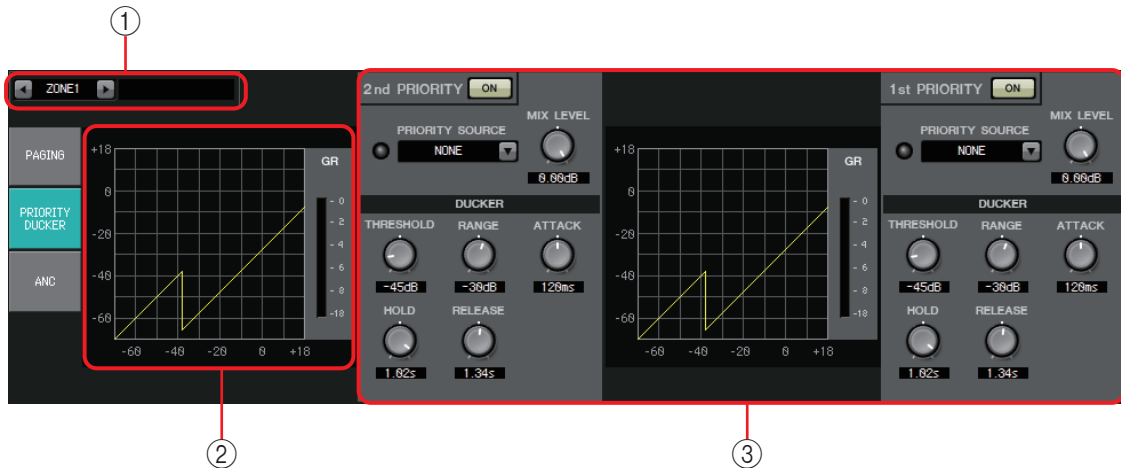 ①
ZONE1
PAGING
PRIORITY
DUCKER
ANC
+18
0
-20
-40
-60
-60 -40 -20 0 +18
GR
0
2
4
6
8
-18
2nd PRIORITY ON
MIX LEVEL
PRIORITY SOURCE
NONE
0.00dB
DUCKER
THRESHOLD RANGE ATTACK
-45dB -30dB 120ms
HOLD RELEASE
1.02s 1.34s
+18
0
-20
-40
-60
-60 -40 -20 0 +18
GR
0
2
4
6
8
-18
1st PRIORITY ON
MIX LEVEL
PRIORITY SOURCE
NONE
0.00dB
DUCKER
THRESHOLD RANGE ATTACK
-45dB -30dB 120ms
HOLD RELEASE
1.02s 1.34s
② ③